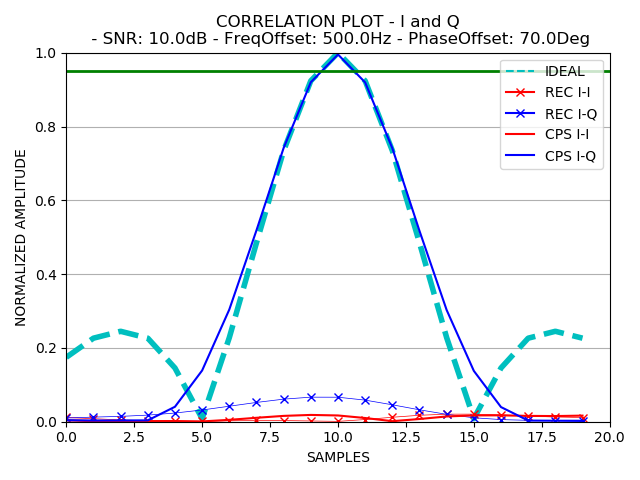 CORRELATION PLOT - I and Q
- SNR: 10.0dB - FreqOffset: 500.0Hz - PhaseOffset: 70.0Deg
IDEAL
REC I-I
REC I-Q
CPS I-I
CPS I-Q
NORMALIZED AMPLITUDE
1.0
0.8
0.6
0.4
0.2
0.0
0.0 2.5 5.0 7.5 10.0 12.5 15.0 17.5 20.0
SAMPLES